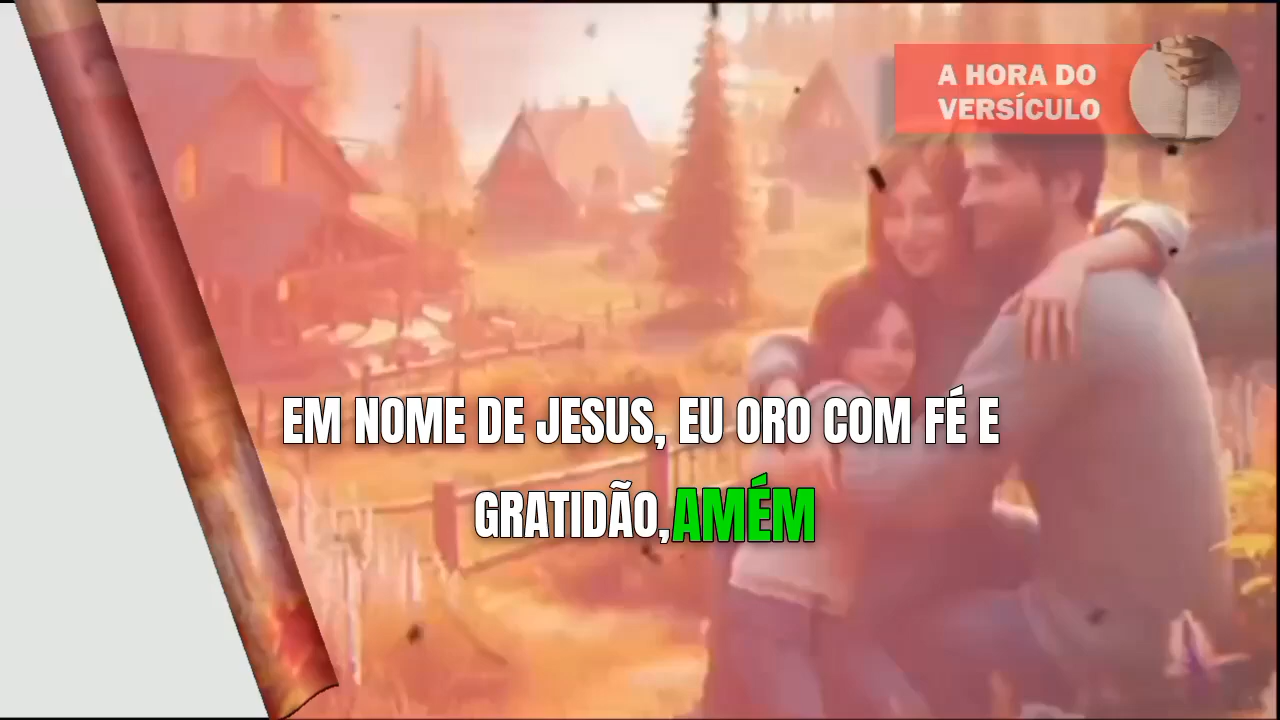 A HORA DO
VERSÍCULO
EM NOME DE JESUS, EU ORO COM FÉ E
GRATIDÃO, AMÉM